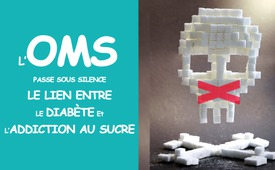 L'OMS
PASSE SOUS SILENCE
LE LIEN ENTRE
LE DIABÈTE ET
L'ADDICTION AU SUCRE